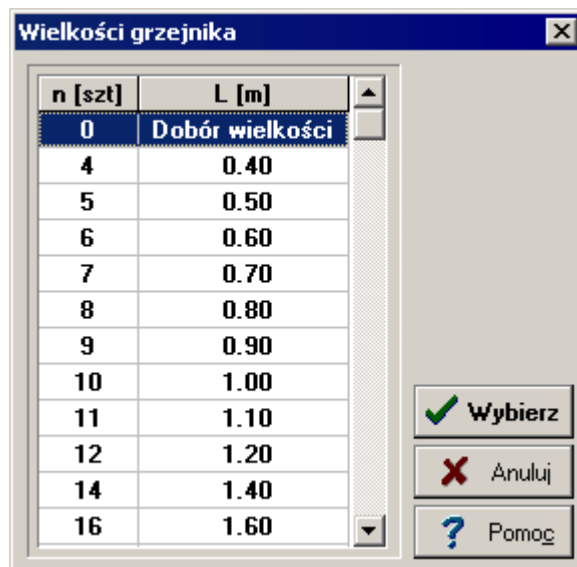 Wielkości grzejnika
n [szt] L [m]
0 Dobór wielkości
4 0.40
5 0.50
6 0.60
7 0.70
8 0.80
9 0.90
10 1.00
11 1.10
12 1.20
14 1.40
16 1.60
Wybierz
Anuluj
Pomoc